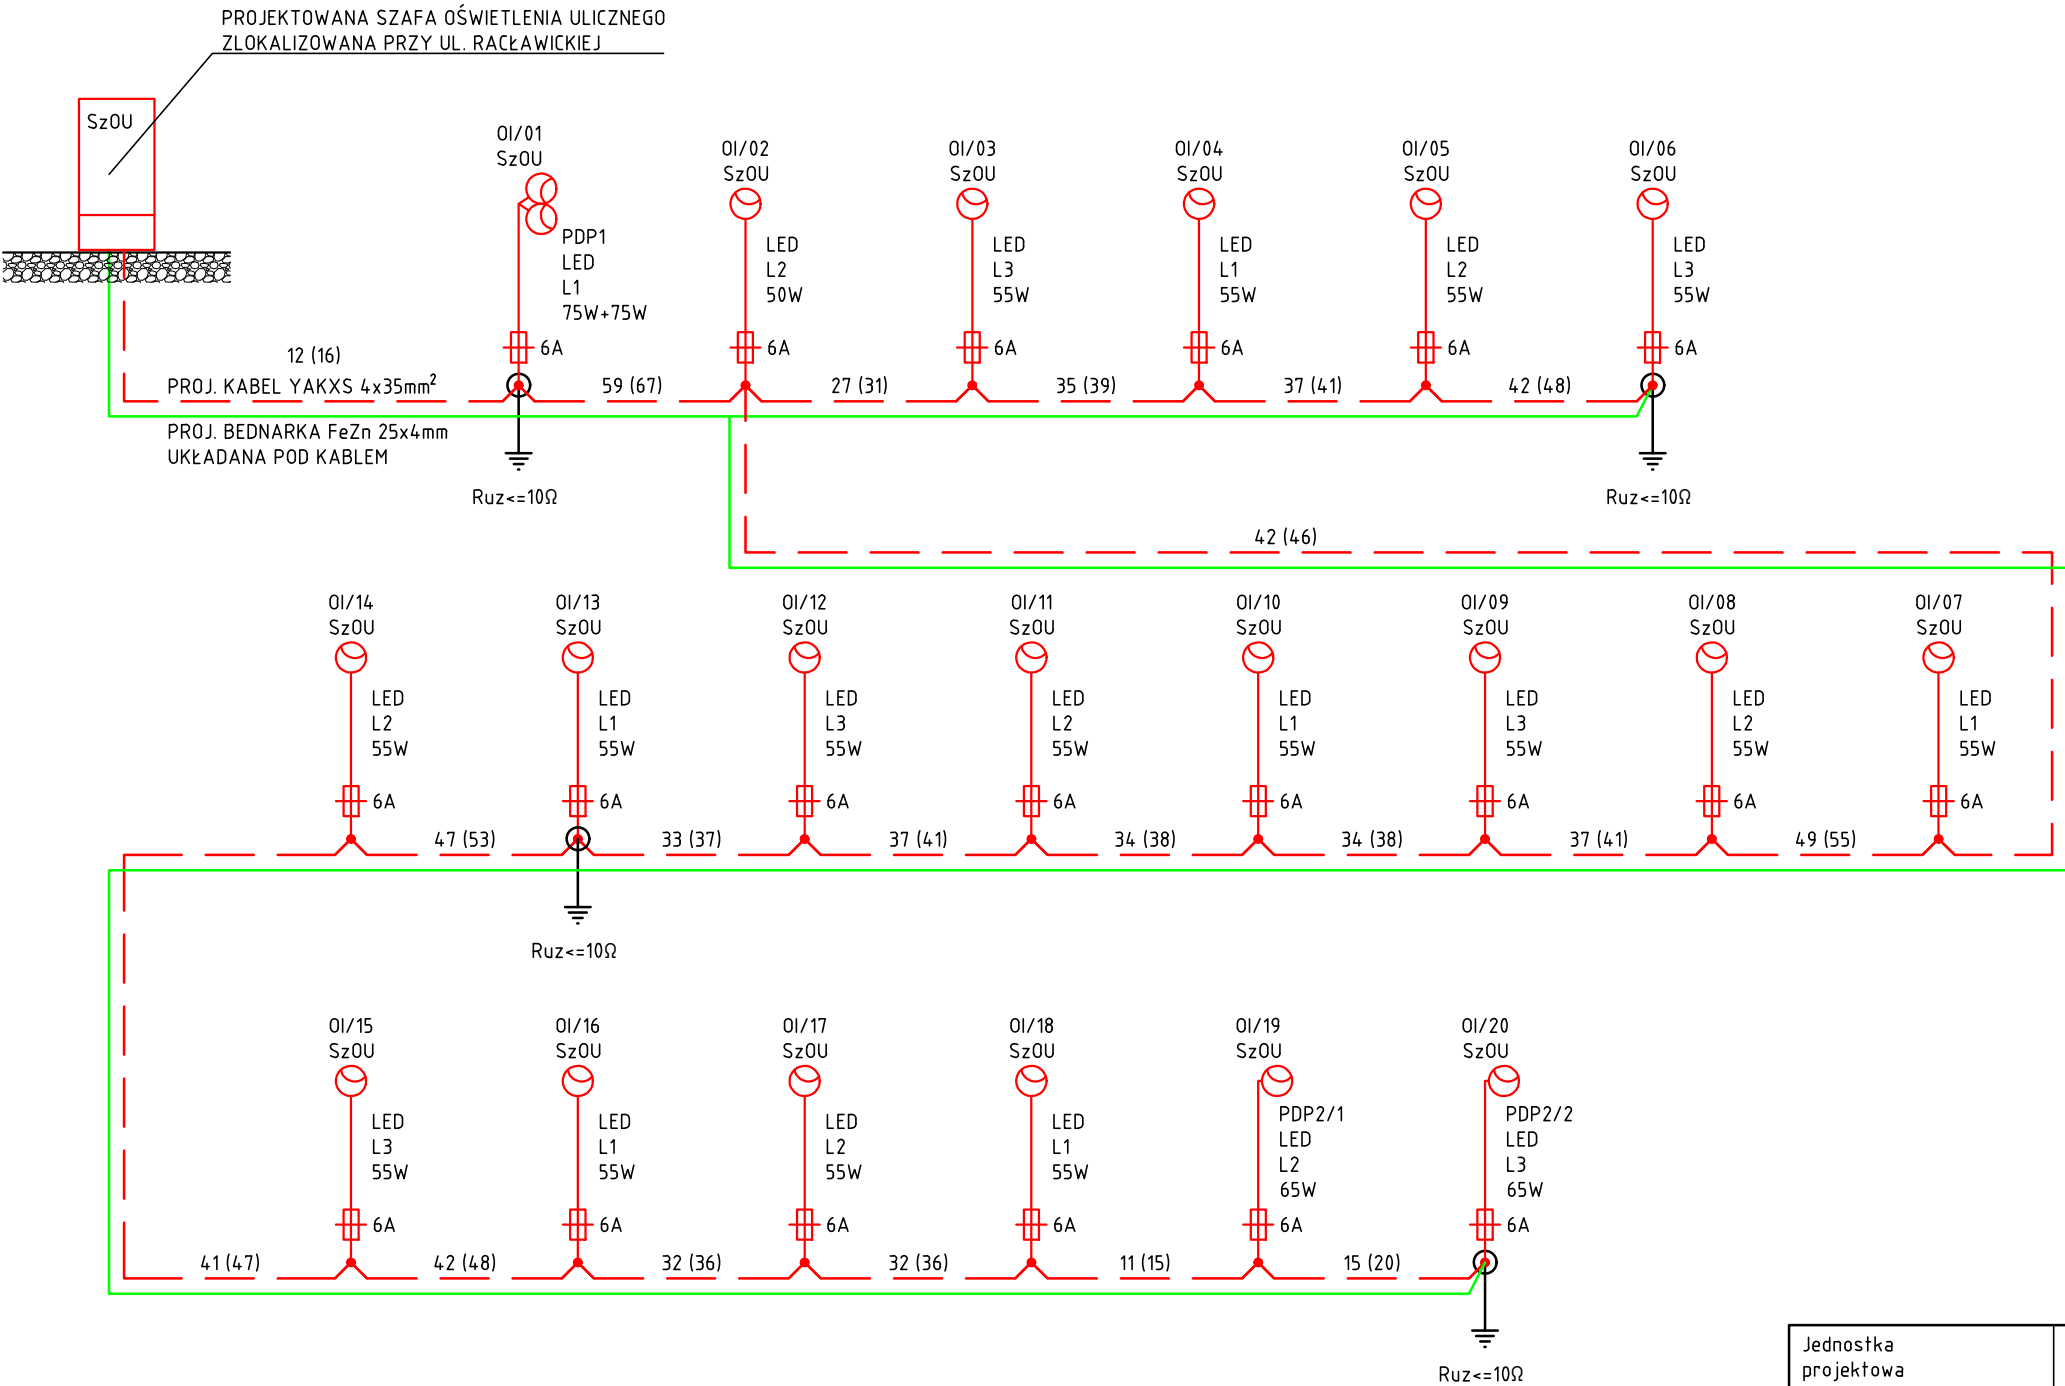 PROJEKTOWANA SZAFA OŚWIETLENIA ULICZNEGO
ZLOKALIZOWANA PRZY UL. RACŁAWICKIEJ
SzOU
OI/01
SzOU
PDP1
LED
L1
75W+75W
6A
OI/02
SzOU
LED
L2
50W
6A
OI/03
SzOU
LED
L3
55W
6A
OI/04
SzOU
LED
L1
55W
6A
OI/05
SzOU
LED
L2
55W
6A
OI/06
SzOU
LED
L3
55W
6A
12 (16)
PROJ. KABEL YAKXS 4x35mm²
59 (67)
27 (31)
35 (39)
37 (41)
42 (48)
PROJ. BEDNARKA FeZn 25x4mm
UKŁADANA POD KABLEM
Ruz<=10Ω
Ruz<=10Ω
42 (46)
OI/14
SzOU
LED
L2
55W
6A
OI/13
SzOU
LED
L1
55W
6A
OI/12
SzOU
LED
L3
55W
6A
OI/11
SzOU
LED
L2
55W
6A
OI/10
SzOU
LED
L1
55W
6A
OI/09
SzOU
LED
L3
55W
6A
OI/08
SzOU
LED
L2
55W
6A
OI/07
SzOU
LED
L1
55W
6A
47 (53)
33 (37)
37 (41)
34 (38)
34 (38)
37 (41)
49 (55)
Ruz<=10Ω
OI/15
SzOU
LED
L3
55W
6A
OI/16
SzOU
LED
L1
55W
6A
OI/17
SzOU
LED
L2
55W
6A
OI/18
SzOU
LED
L1
55W
6A
OI/19
SzOU
PDP2/1
LED
L2
65W
6A
OI/20
SzOU
PDP2/2
LED
L3
65W
6A
41 (47)
42 (48)
32 (36)
32 (36)
11 (15)
15 (20)
Ruz<=10Ω
Jednostka
projektowa